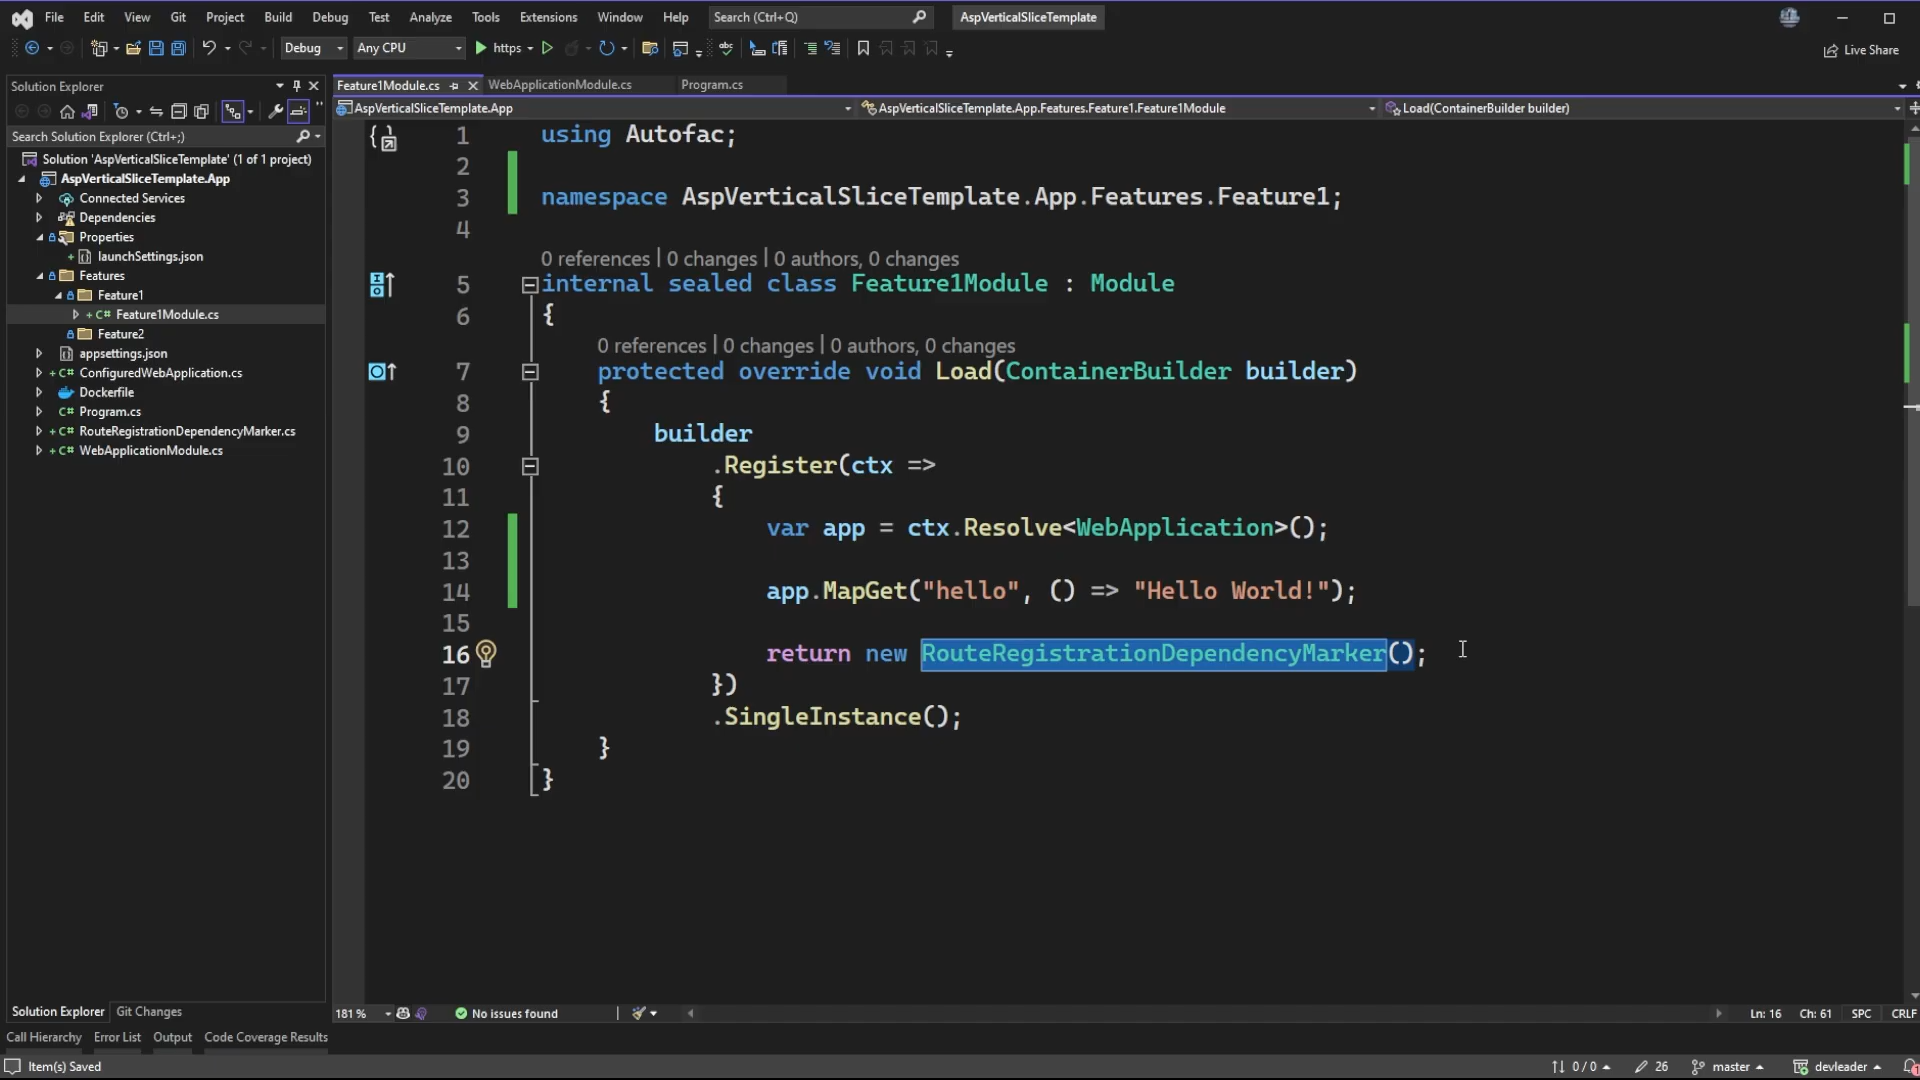 File Edit View Git Project Build Debug Test Analyze Tools Extensions Window Help Search (Ctrl+Q) AspVerticalSliceTemplate
Debug Any CPU https Live Share
Solution Explorer
Search Solution Explorer (Ctrl+;)
Solution 'AspVerticalSliceTemplate' (1 of 1 project)
AspVerticalSliceTemplate.App
Connected Services
Dependencies
Properties
launchSettings.json
Features
Feature1
Feature1Module.cs
Feature2
appsettings.json
ConfiguredWebApplication.cs
Dockerfile
Program.cs
RouteRegistrationDependencyMarker.cs
WebApplicationModule.cs
Feature1Module.cs WebApplicationModule.cs Program.cs
AspVerticalSliceTemplate.App AspVerticalSliceTemplate.App.Features.Feature1.Feature1Module Load(ContainerBuilder builder)
1 using Autofac;
2
3 namespace AspVerticalSliceTemplate.App.Features.Feature1;
4
0 references | 0 changes | 0 authors, 0 changes
5 internal sealed class Feature1Module : Module
6 {
0 references | 0 changes | 0 authors, 0 changes
7 protected override void Load(ContainerBuilder builder)
8 {
9 builder
10 .Register(ctx =>
11 {
12 var app = ctx.Resolve<WebApplication>();
13
14 app.MapGet("hello", () => "Hello World!");
15
16 return new RouteRegistrationDependencyMarker();
17 })
18 .SingleInstance();
19 }
20 }
Solution Explorer Git Changes
181 % No issues found Ln: 16 Ch: 61 SPC CRLF
Call Hierarchy Error List Output Code Coverage Results
Item(s) Saved 0 / 0 26 master devleader